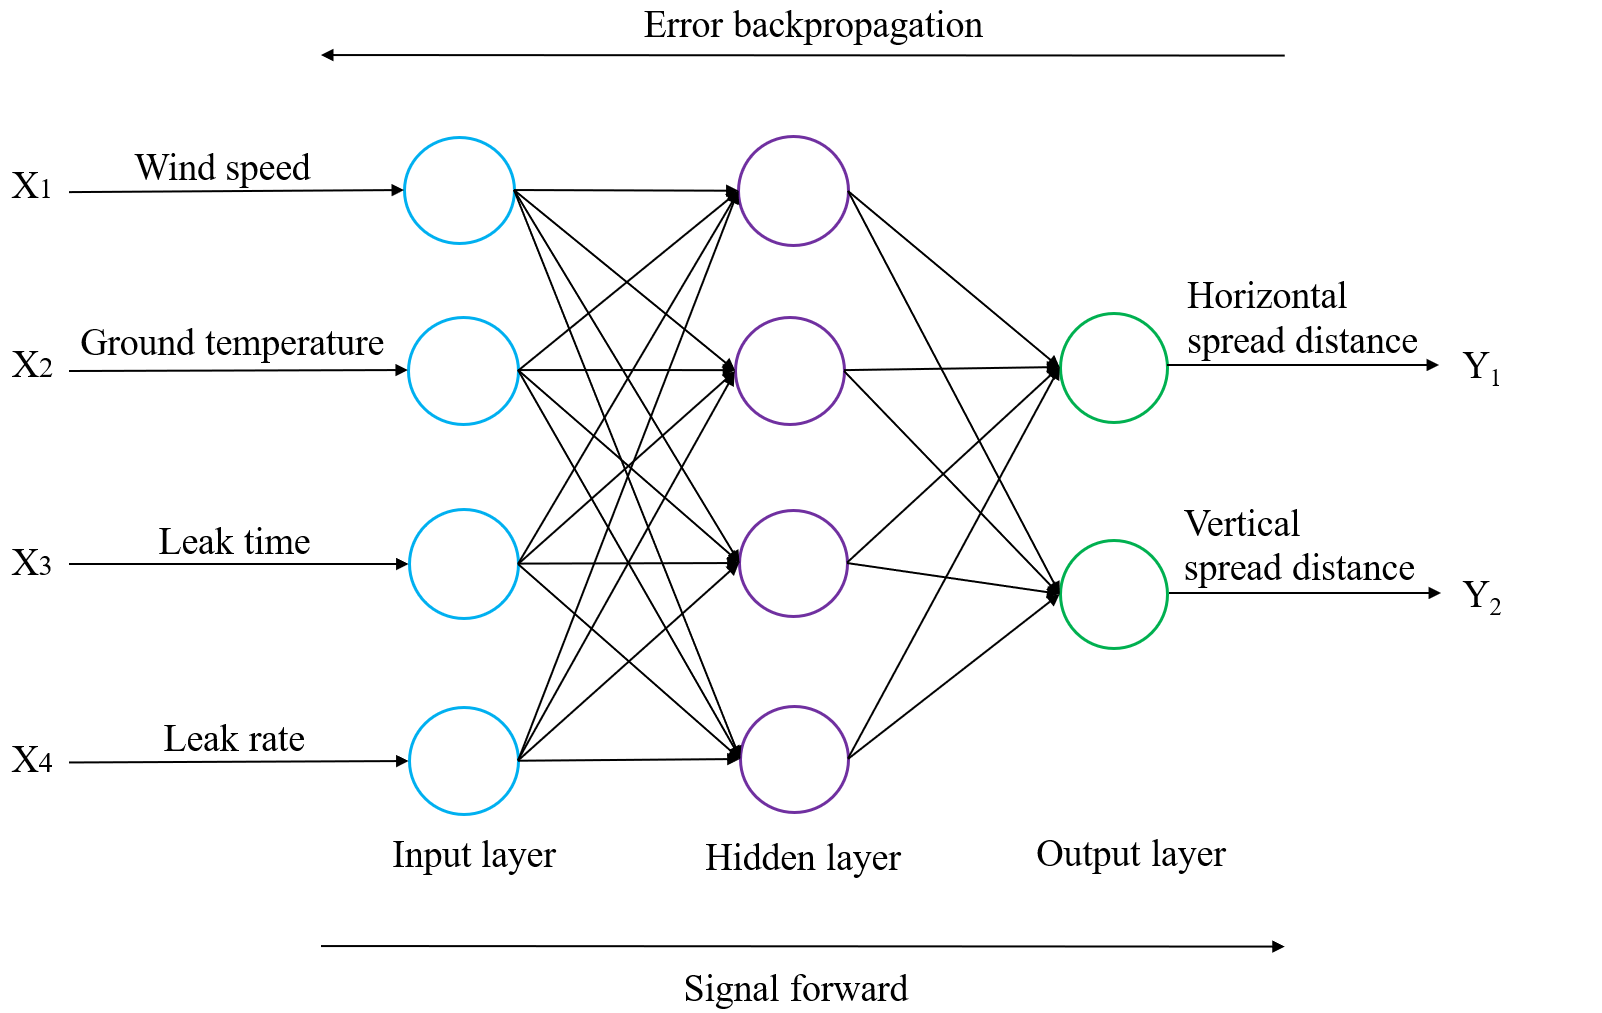 Error backpropagation
X1
Wind speed
X2
Ground temperature
X3
Leak time
X4
Leak rate
Horizontal
spread distance
Y1
Vertical
spread distance
Y2
Input layer
Hidden layer
Output layer
Signal forward